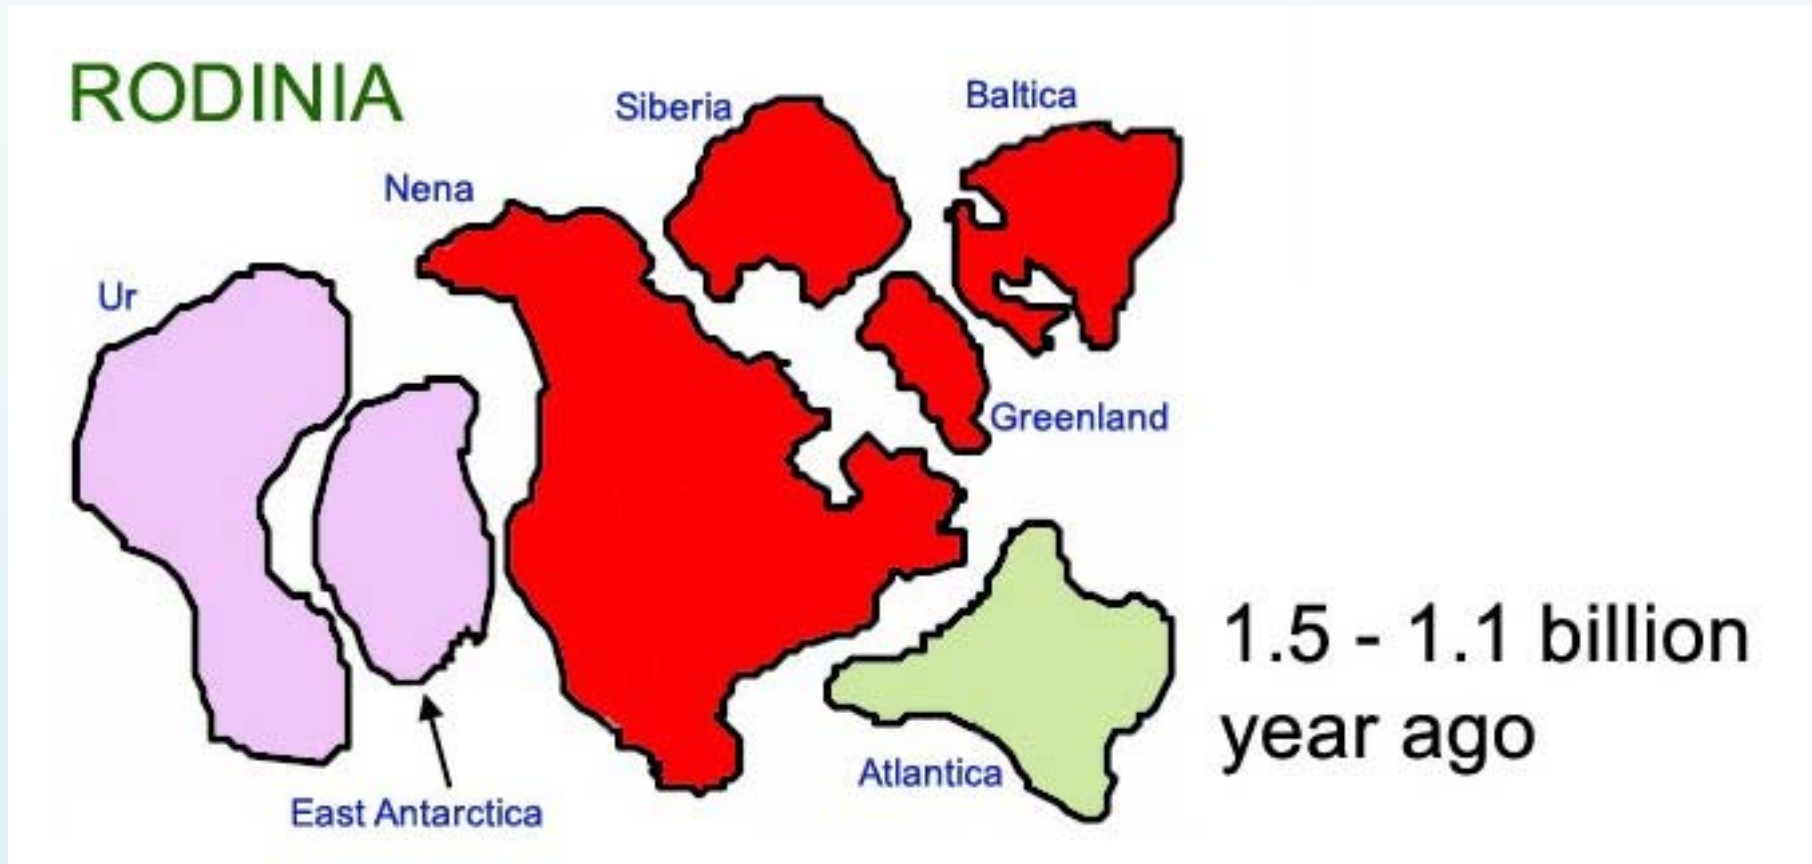 RODINIA
Siberia
Baltica
Nena
Ur
Greenland
1.5 - 1.1 billion
year ago
Atlantica
East Antarctica